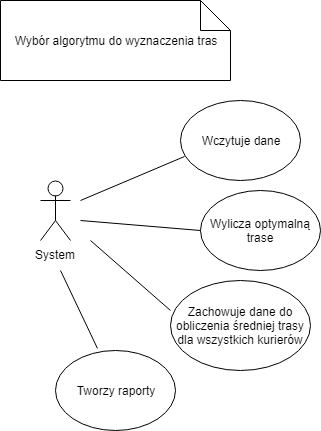 Wybór algorytmu do wyznaczenia tras
Wczytuje dane
Wylicza optymalną
trase
System
Zachowuje dane do
obliczenia średniej trasy
dla wszystkich kurierów
Tworzy raporty